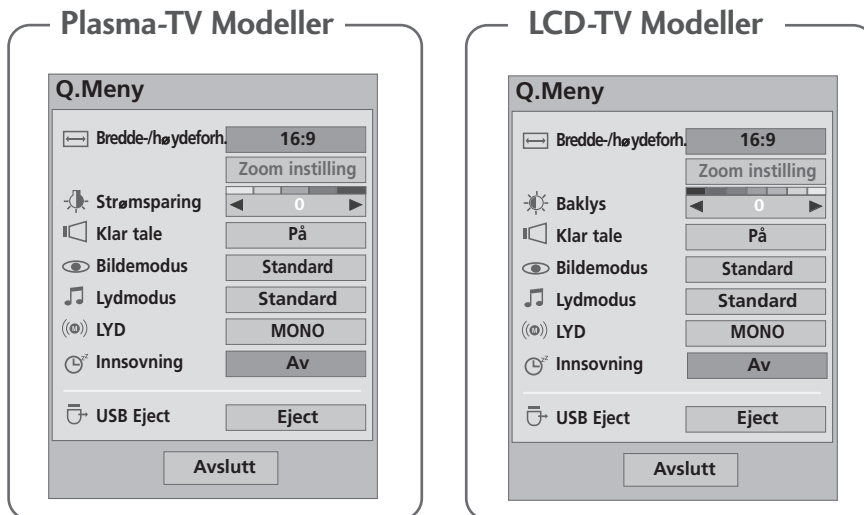 Plasma-TV Modeller
Q.Meny
Bredde-/høydeforh. 16:9
Zoom instilling
Strømsparing 0
Klar tale På
Bildemodus Standard
Lydmodus Standard
LYD MONO
Innsovning Av
USB Eject Eject
Avslutt
LCD-TV Modeller
Q.Meny
Bredde-/høydeforh. 16:9
Zoom instilling
Baklys 0
Klar tale På
Bildemodus Standard
Lydmodus Standard
LYD MONO
Innsovning Av
USB Eject Eject
Avslutt